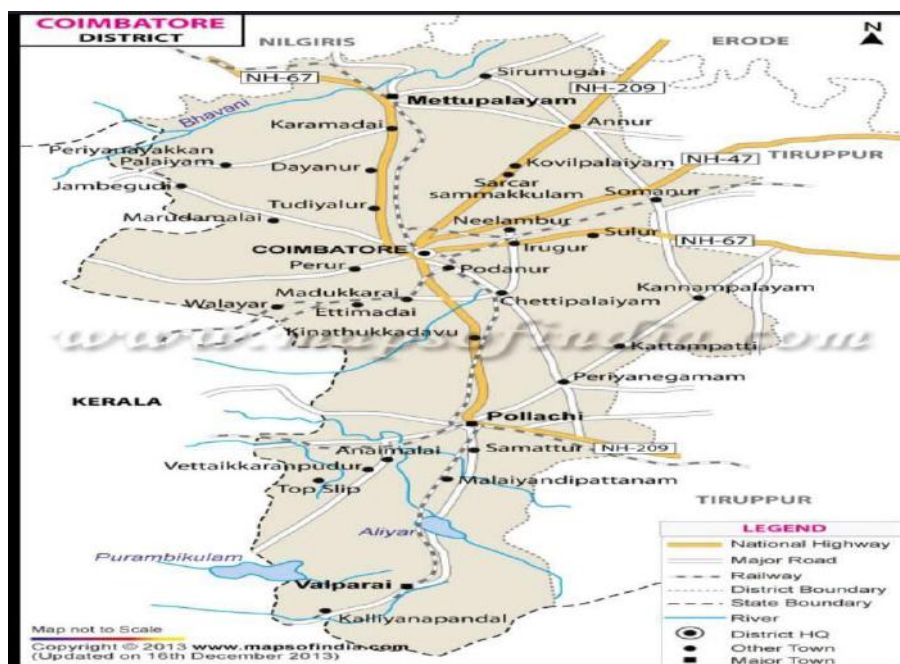 COIMBATORE
DISTRICT
NILGIRIS
ERODE
N
NH-67
Sirumugai
NH-209
Mettupalayam
Bhavani
Karamadai
Annur
Periyanayakkan
Palaiyam
Dayanur
Kovilpalaiyam
NH-47
TIRUPPUR
Jambegudi
Sarcar
sammakkulam
Somanur
Tudiyalur
Marudamalai
Neelambur
Sulur
COIMBATORE
Irugur
NH-67
Perur
Podanur
Madukkarai
Kannampalayam
Walayar
Ettimadai
Chettipalaiyam
www.mapsofindia.com
Kinathukkadavu
Kattampatti
Periyanegamam
KERALA
Pollachi
Anaimalai
Samattur
NH-209
Vettaikkaranpudur
Top Slip
Malaiyandipattanam
TIRUPPUR
Aliyar
Purambikulam
Valparai
Kalliyanapandal
LEGEND
National Highway
Major Road
Railway
District Boundary
State Boundary
River
District HQ
Other Town
Major Town
Map not to Scale
Copyright © 2013 www.mapsofindia.com
(Updated on 16th December 2013)